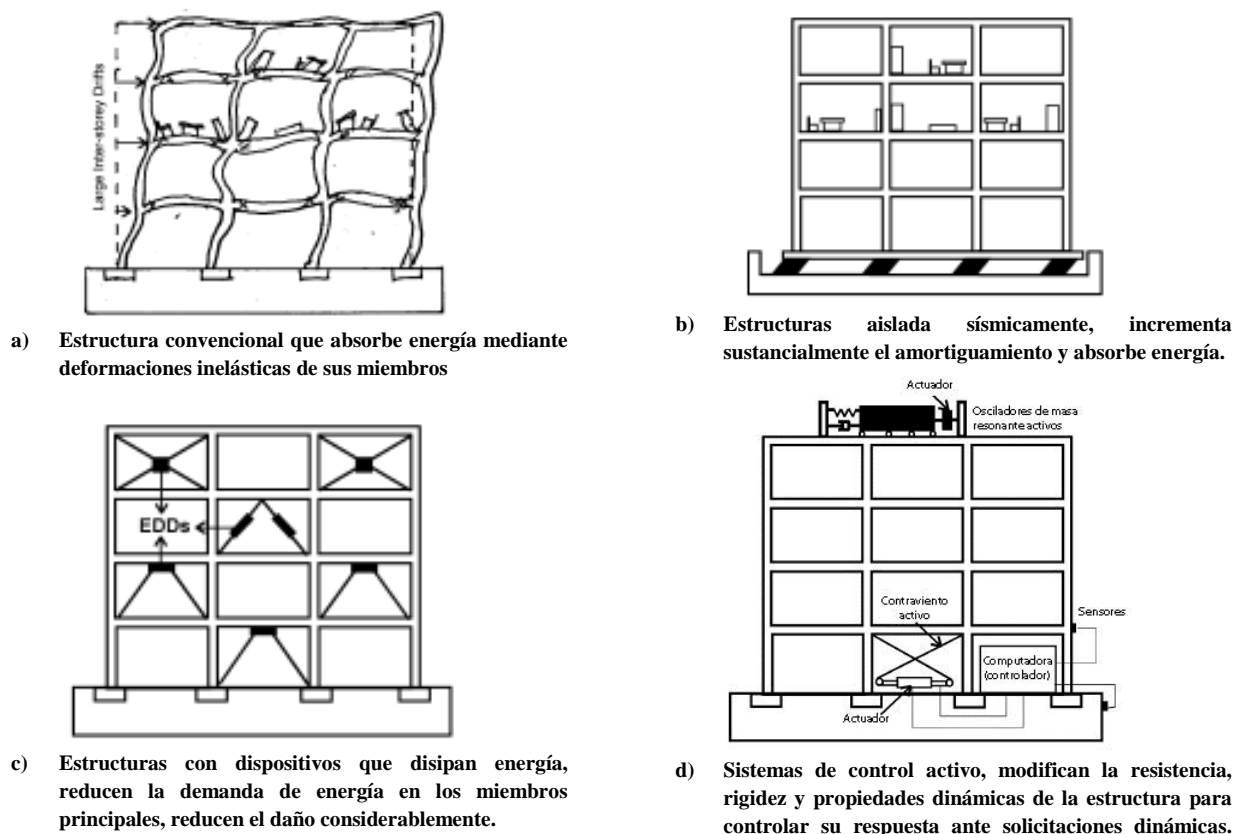 Large Inter-storey Drifts
a) Estructura convencional que absorbe energía mediante
deformaciones inelásticas de sus miembros
b) Estructuras aislada sísmicamente, incrementa
sustancialmente el amortiguamiento y absorbe energía.
EDDs
c) Estructuras con dispositivos que disipan energía,
reducen la demanda de energía en los miembros
principales, reducen el daño considerablemente.
Actuador
Osciladores de masa
resonante activos
Contraviento
activo
Sensores
Computadora
(controlador)
Actuador
d) Sistemas de control activo, modifican la resistencia,
rigidez y propiedades dinámicas de la estructura para
controlar su respuesta ante solicitaciones dinámicas.